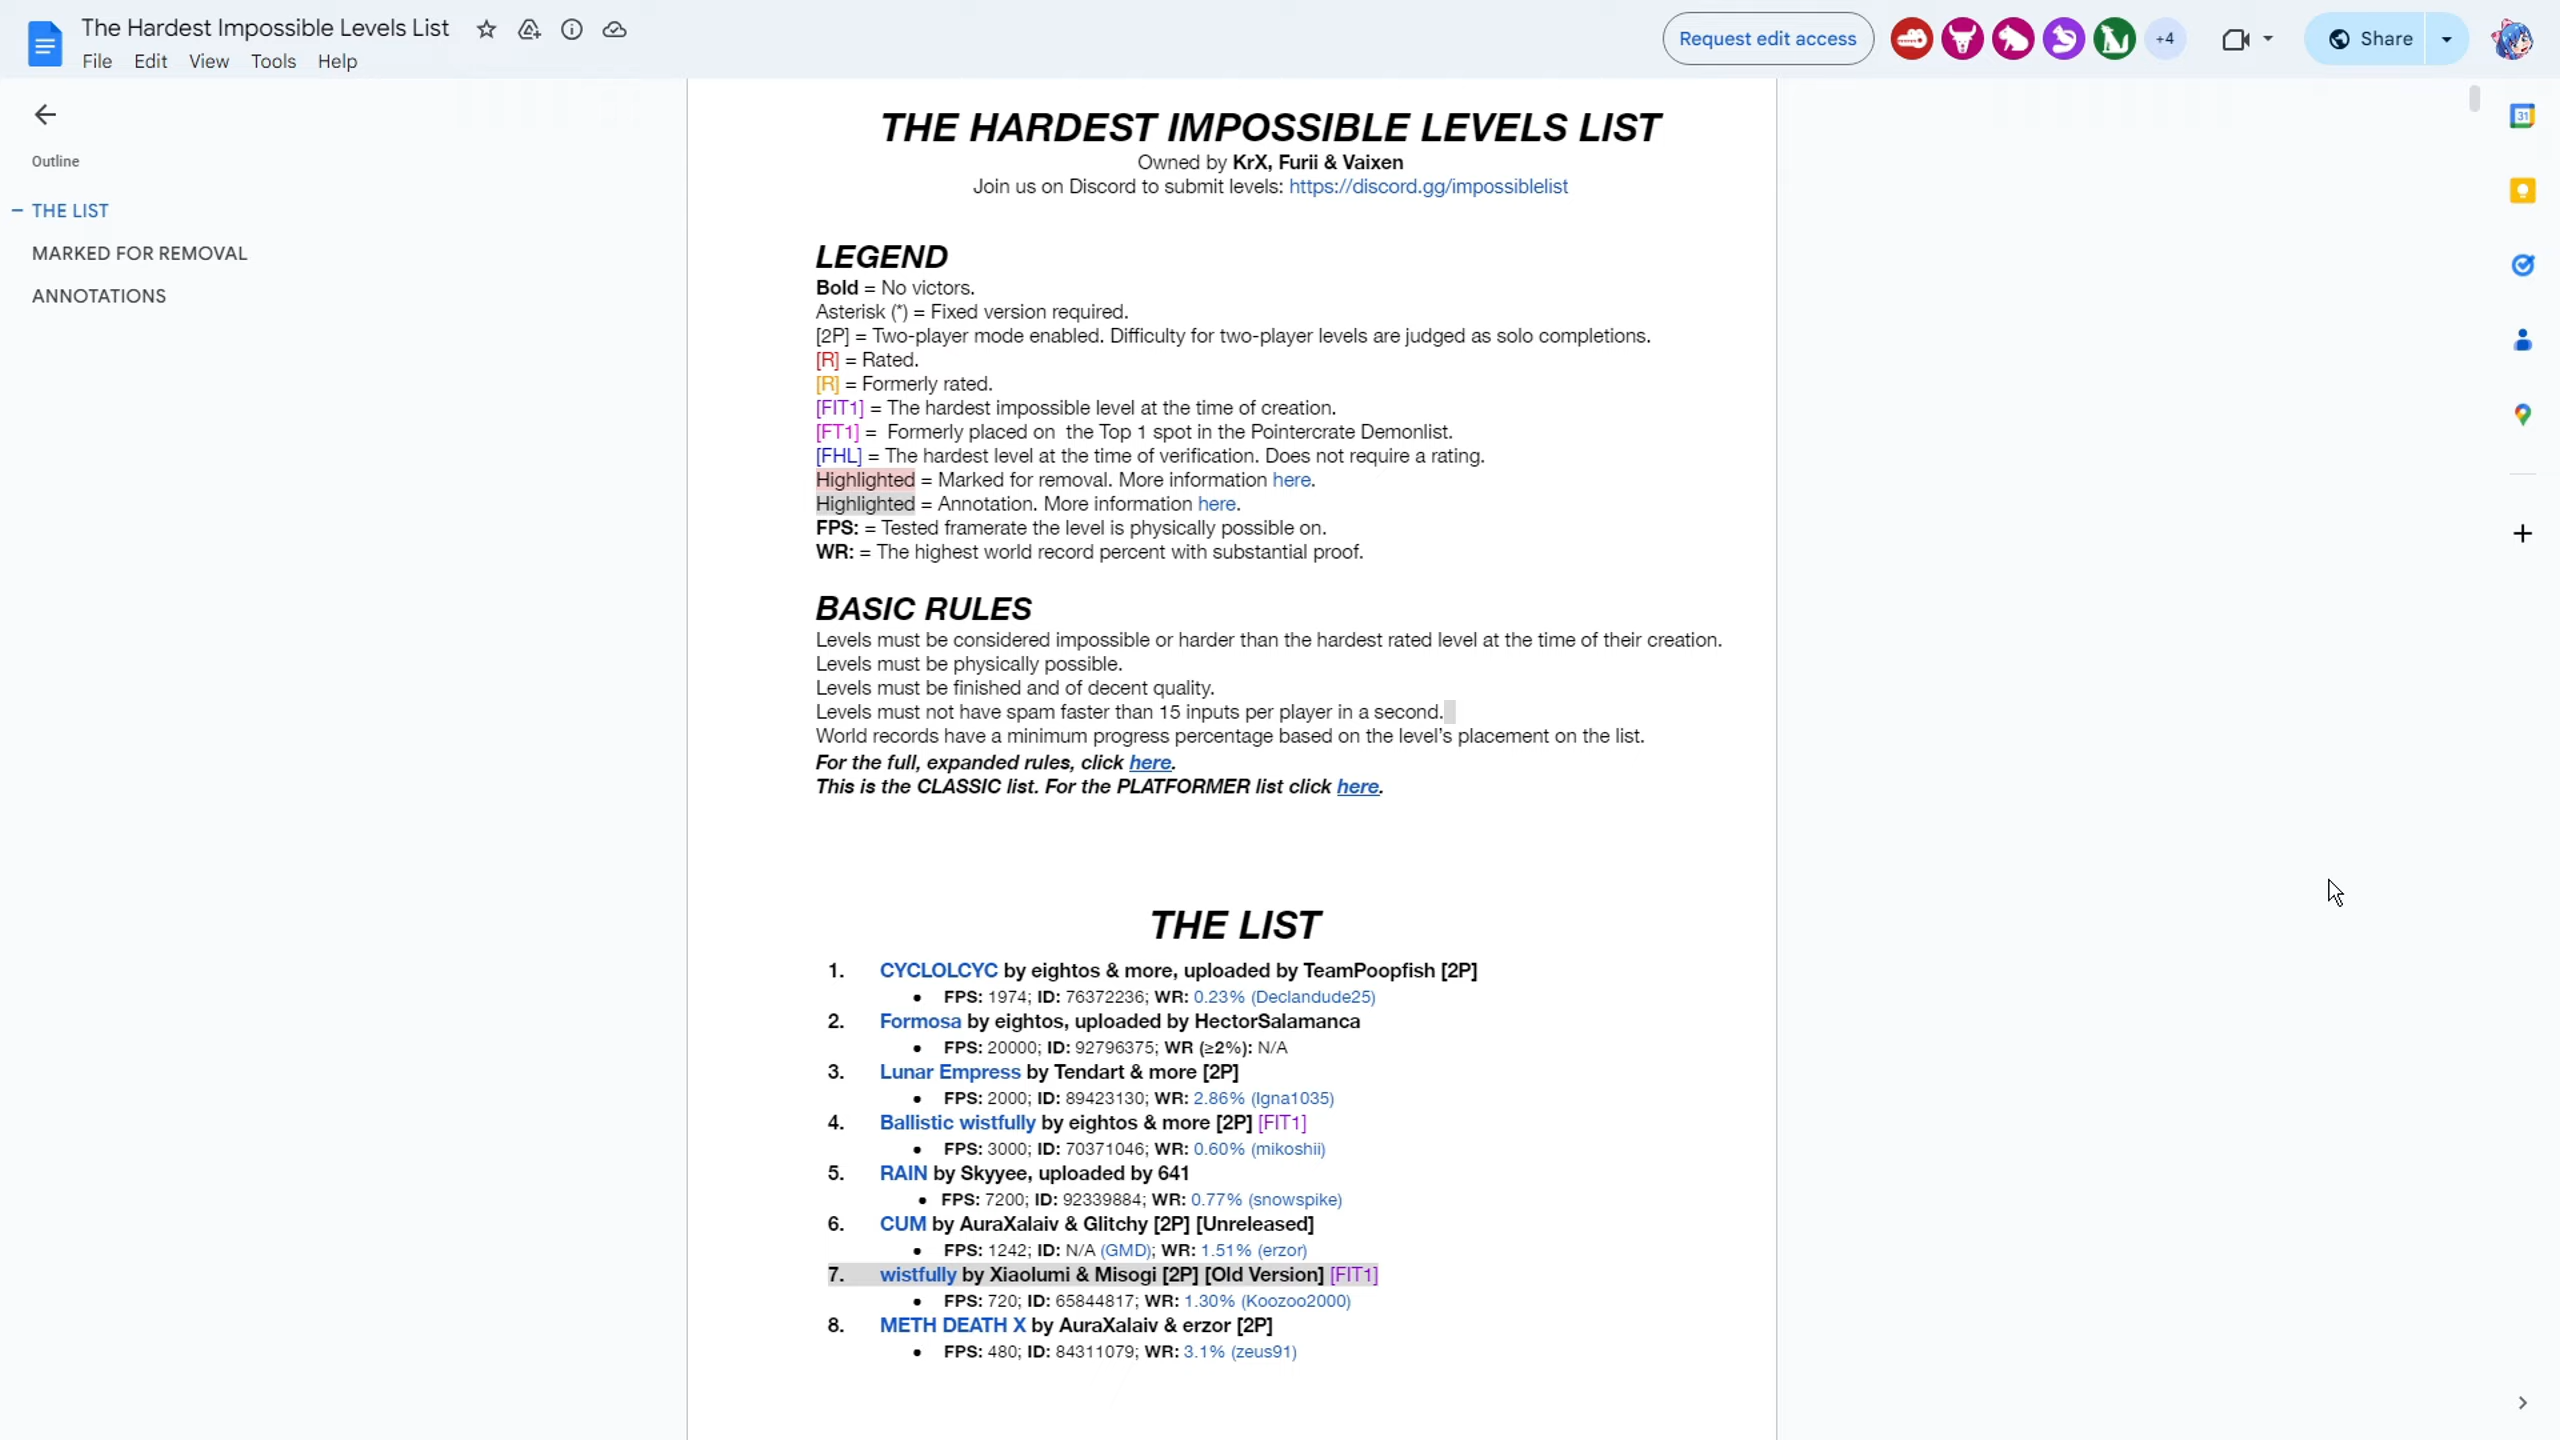 The Hardest Impossible Levels List
File Edit View Tools Help
Request edit access
+4
Share
Outline
THE LIST
MARKED FOR REMOVAL
ANNOTATIONS
31
THE HARDEST IMPOSSIBLE LEVELS LIST
Owned by KrX, Furii & Vaixen
Join us on Discord to submit levels: https://discord.gg/impossiblelist
LEGEND
Bold = No victors.
Asterisk (*) = Fixed version required.
[2P] = Two-player mode enabled. Difficulty for two-player levels are judged as solo completions.
[R] = Rated.
[R] = Formerly rated.
[FIT1] = The hardest impossible level at the time of creation.
[FT1] = Formerly placed on the Top 1 spot in the Pointercrate Demonlist.
[FHL] = The hardest level at the time of verification. Does not require a rating.
Highlighted = Marked for removal. More information here.
Highlighted = Annotation. More information here.
FPS: = Tested framerate the level is physically possible on.
WR: = The highest world record percent with substantial proof.
BASIC RULES
Levels must be considered impossible or harder than the hardest rated level at the time of their creation.
Levels must be physically possible.
Levels must be finished and of decent quality.
Levels must not have spam faster than 15 inputs per player in a second.
World records have a minimum progress percentage based on the level's placement on the list.
For the full, expanded rules, click here.
This is the CLASSIC list. For the PLATFORMER list click here.
THE LIST
1. CYCLOLCYC by eightos & more, uploaded by TeamPoopfish [2P]
• FPS: 1974; ID: 76372236; WR: 0.23% (Declandude25)
2. Formosa by eightos, uploaded by HectorSalamanca
• FPS: 20000; ID: 92796375; WR (≥2%): N/A
3. Lunar Empress by Tendart & more [2P]
• FPS: 2000; ID: 89423130; WR: 2.86% (Igna1035)
4. Ballistic wistfully by eightos & more [2P] [FIT1]
• FPS: 3000; ID: 70371046; WR: 0.60% (mikoshii)
5. RAIN by Skyyee, uploaded by 641
• FPS: 7200; ID: 92339884; WR: 0.77% (snowspike)
6. CUM by AuraXalaiv & Glitchy [2P] [Unreleased]
• FPS: 1242; ID: N/A (GMD); WR: 1.51% (erzor)
7. wistfully by Xiaolumi & Misogi [2P] [Old Version] [FIT1]
• FPS: 720; ID: 65844817; WR: 1.30% (Koozoo2000)
8. METH DEATH X by AuraXalaiv & erzor [2P]
• FPS: 480; ID: 84311079; WR: 3.1% (zeus91)